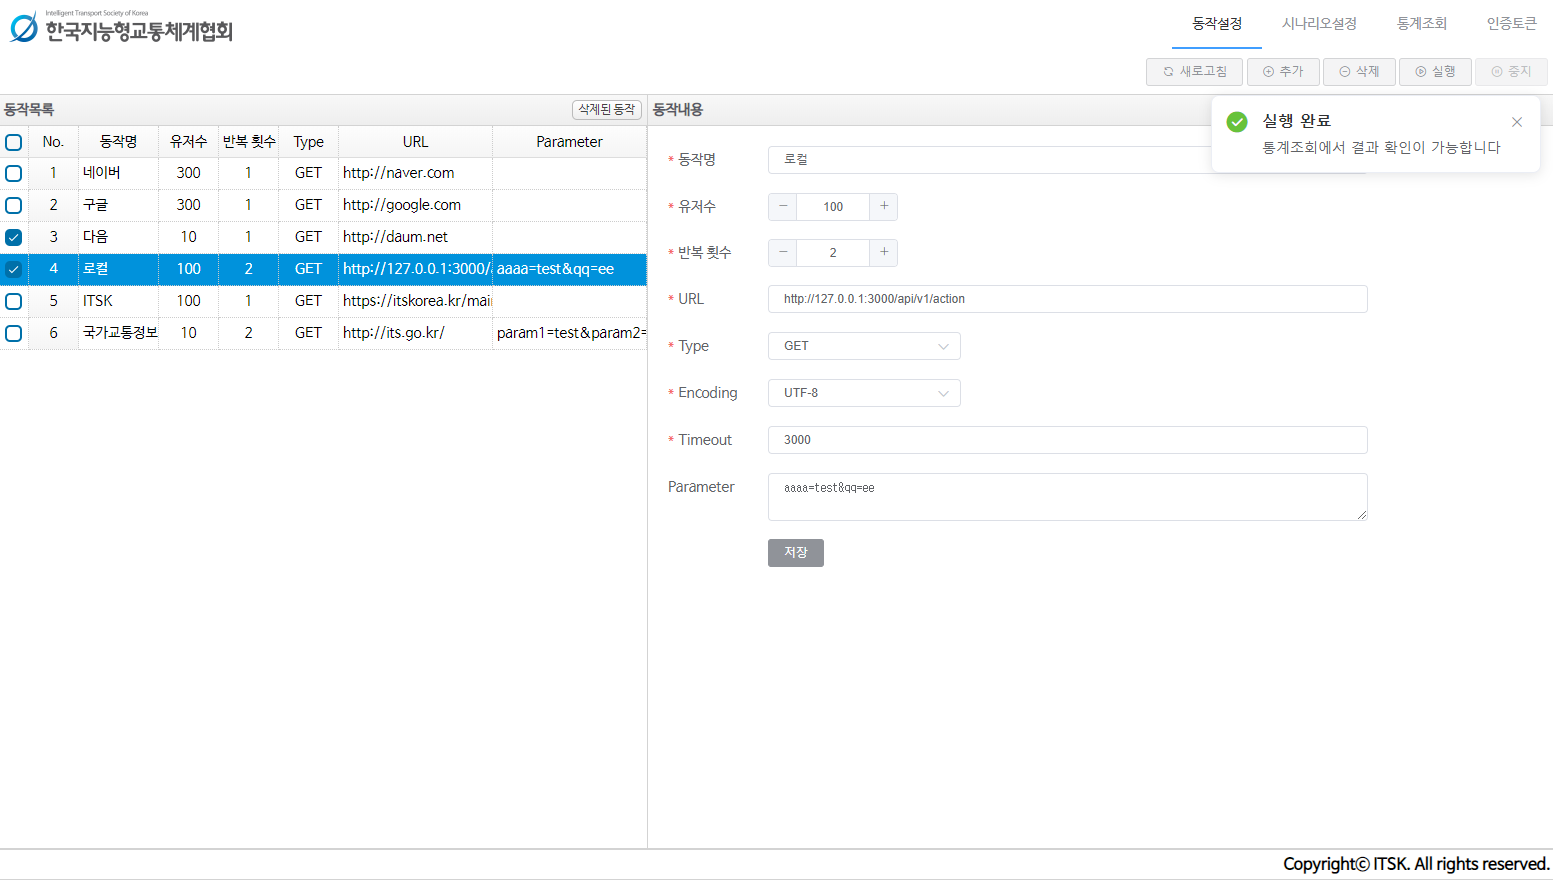 Intelligent Transport Society of Korea
한국지능형교통체계협회
동작설정 시나리오설정 통계조회 인증토큰
새로고침 추가 삭제 실행 중지
동작목록 삭제된 동작
No. 동작명 유저수 반복 횟수 Type URL Parameter
1 네이버 300 1 GET http://naver.com
2 구글 300 1 GET http://google.com
3 다음 10 1 GET http://daum.net
4 로컬 100 2 GET http://127.0.0.1:3000/ aaaa=test&qq=ee
5 ITSK 100 1 GET https://itskorea.kr/mai
6 국가교통정보 10 2 GET http://its.go.kr/ param1=test&param2=
동작내용
실행 완료
통계조회에서 결과 확인이 가능합니다
* 동작명 로컬
* 유저수 − 100 +
* 반복 횟수 − 2 +
* URL http://127.0.0.1:3000/api/v1/action
* Type GET
* Encoding UTF-8
* Timeout 3000
Parameter aaaa=test&qq=ee
저장
Copyrightⓒ ITSK. All rights reserved.